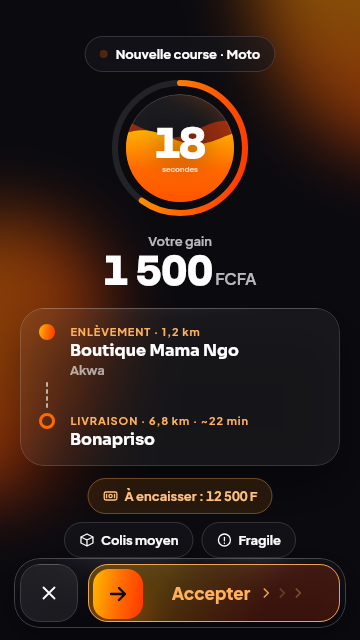 Nouvelle course · Moto
18
secondes
Votre gain
1 500 FCFA
ENLÈVEMENT · 1,2 km
Boutique Mama Ngo
Akwa
LIVRAISON · 6,8 km · ~22 min
Bonapriso
À encaisser : 12 500 F
Colis moyen
Fragile
Accepter